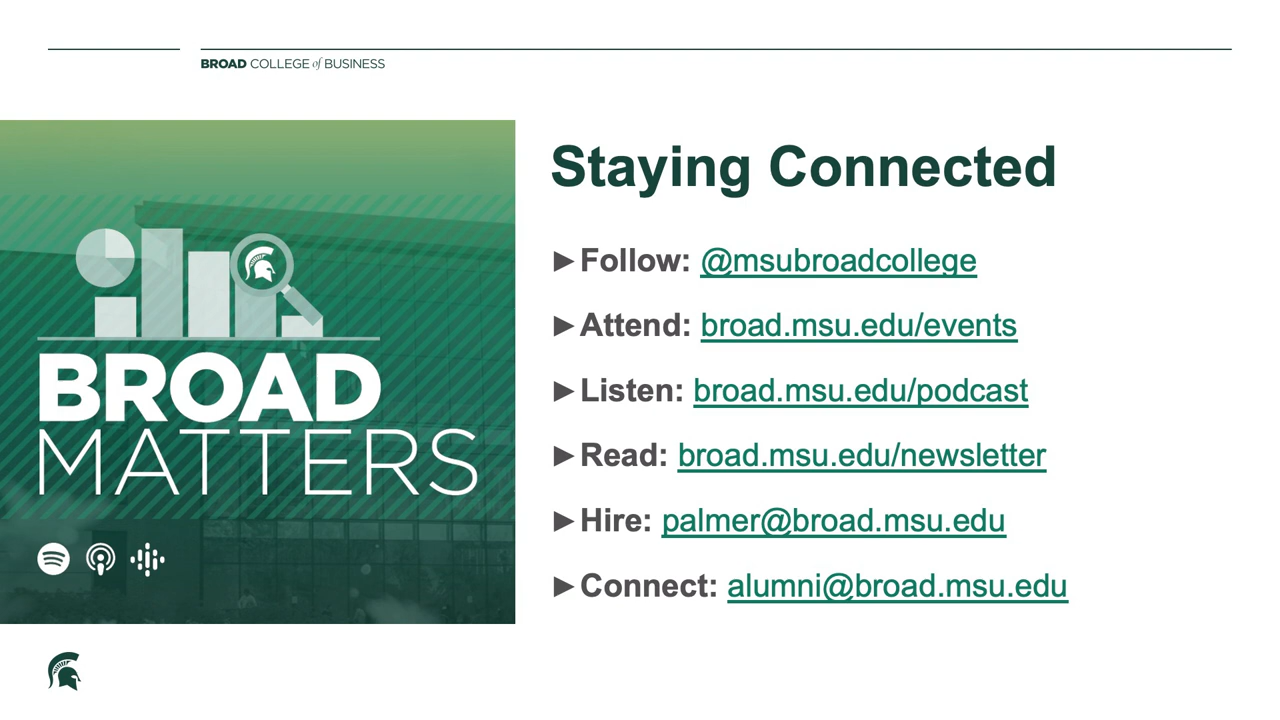 BROAD COLLEGE of BUSINESS
BROAD
MATTERS
Staying Connected
►Follow: @msubroadcollege
►Attend: broad.msu.edu/events
►Listen: broad.msu.edu/podcast
►Read: broad.msu.edu/newsletter
►Hire: palmer@broad.msu.edu
►Connect: alumni@broad.msu.edu